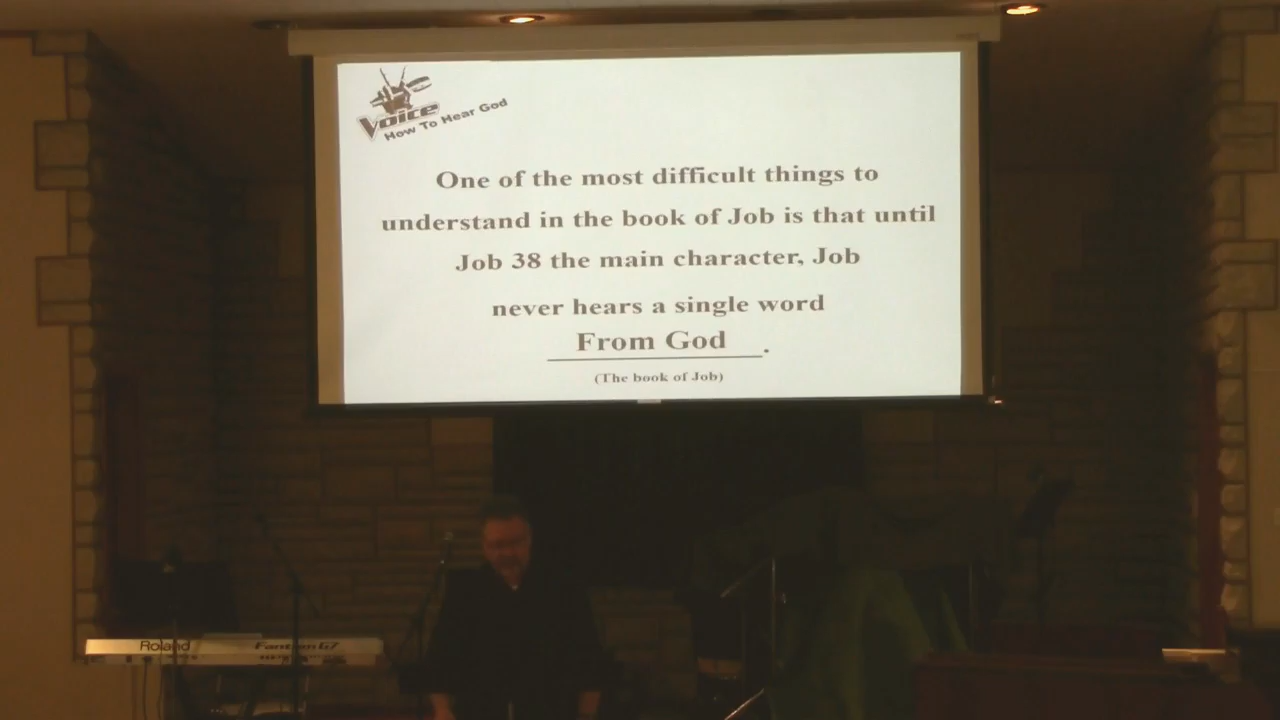 Voice
How To Hear God
One of the most difficult things to
understand in the book of Job is that until
Job 38 the main character, Job
never hears a single word
From God.
(The book of Job)
Roland
Fantom G7